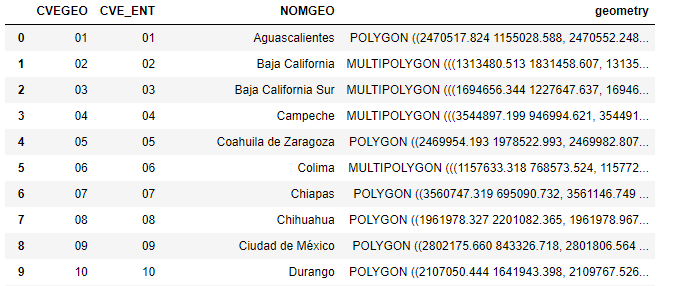 CVEGEO CVE_ENT NOMGEO geometry
0 01 01 Aguascalientes POLYGON ((2470517.824 1155028.588, 2470552.248...
1 02 02 Baja California MULTIPOLYGON (((1313480.513 1831458.607, 13135...
2 03 03 Baja California Sur MULTIPOLYGON (((1694656.344 1227647.637, 16946...
3 04 04 Campeche MULTIPOLYGON (((3544897.199 946994.621, 354491...
4 05 05 Coahuila de Zaragoza POLYGON ((2469954.193 1978522.993, 2469982.807...
5 06 06 Colima MULTIPOLYGON (((1157633.318 768573.524, 115772...
6 07 07 Chiapas POLYGON ((3560747.319 695090.732, 3561146.749 ...
7 08 08 Chihuahua POLYGON ((1961978.327 2201082.365, 1961978.967...
8 09 09 Ciudad de México POLYGON ((2802175.660 843326.718, 2801806.564 ...
9 10 10 Durango POLYGON ((2107050.444 1641943.398, 2109767.526...